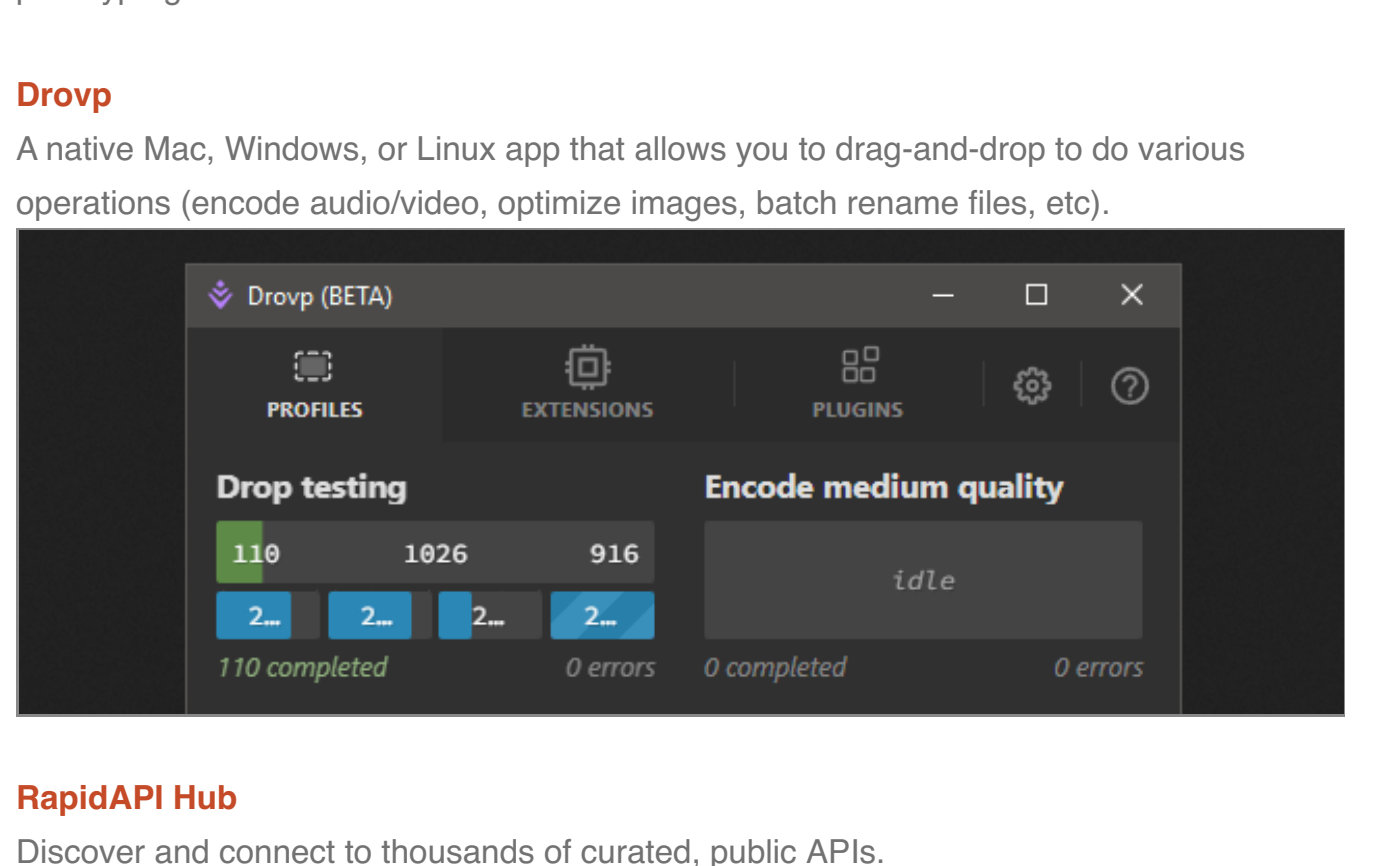 Drovp
A native Mac, Windows, or Linux app that allows you to drag-and-drop to do various
operations (encode audio/video, optimize images, batch rename files, etc).
Drovp (BETA)
PROFILES EXTENSIONS PLUGINS
Drop testing Encode medium quality
110 1026 916
idle
2... 2... 2... 2...
110 completed 0 errors 0 completed 0 errors
RapidAPI Hub
Discover and connect to thousands of curated, public APIs.